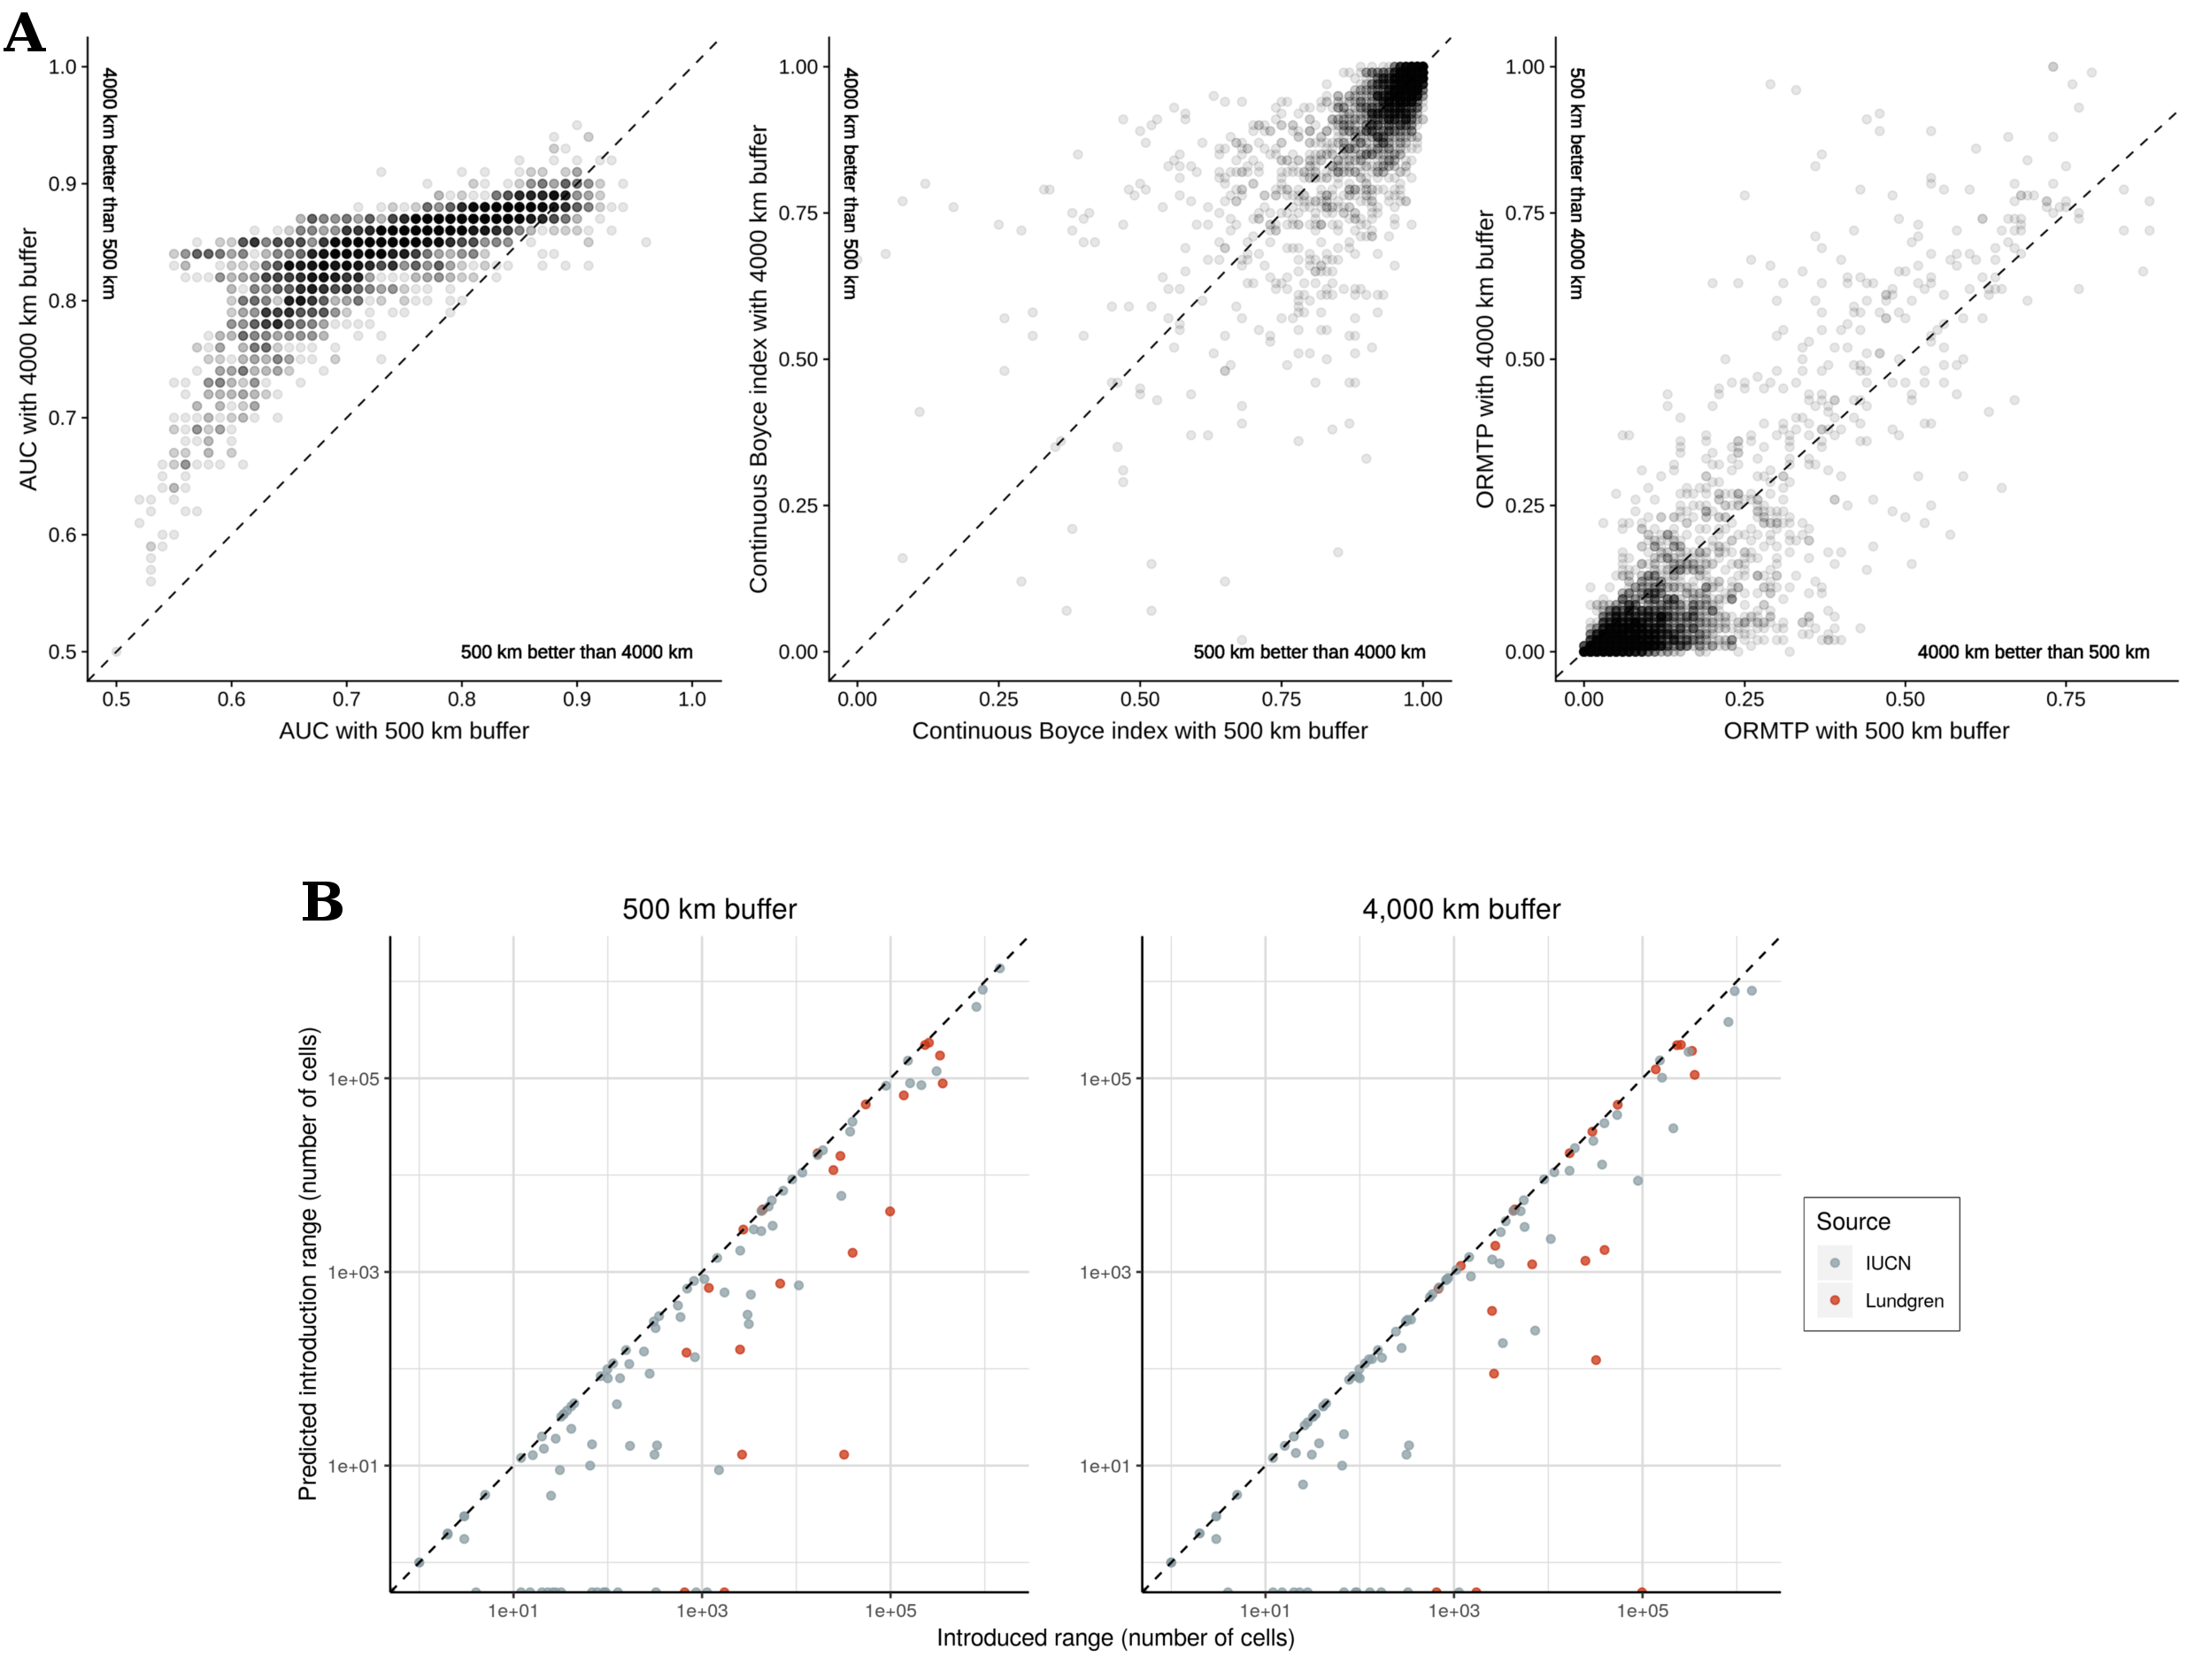 A
4000 km better than 500 km
AUC with 4000 km buffer
1.0
0.9
0.8
0.7
0.6
0.5
500 km better than 4000 km
0.5 0.6 0.7 0.8 0.9 1.0
AUC with 500 km buffer
4000 km better than 500 km
Continuous Boyce index with 4000 km buffer
1.00
0.75
0.50
0.25
0.00
500 km better than 4000 km
0.00 0.25 0.50 0.75 1.00
Continuous Boyce index with 500 km buffer
500 km better than 4000 km
ORMTP with 4000 km buffer
1.00
0.75
0.50
0.25
0.00
4000 km better than 500 km
0.00 0.25 0.50 0.75
ORMTP with 500 km buffer
B
500 km buffer
4,000 km buffer
Predicted introduction range (number of cells)
1e+05
1e+03
1e+01
1e+01 1e+03 1e+05
1e+05
1e+03
1e+01
1e+01 1e+03 1e+05
Introduced range (number of cells)
Source
IUCN
Lundgren